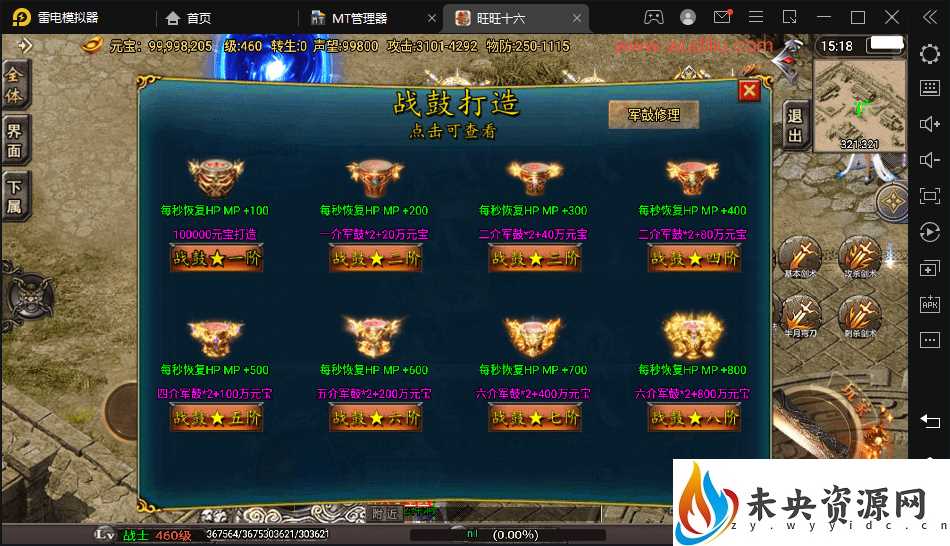 雷电模拟器
首页
MT管理器
旺旺十六
元宝: 99,998,205
级:460 转生:0 声望:99800 攻击:3101-4292 物防:250-1115
15:18
全体
界面
下属
退出
321:321
战鼓打造
点击可查看
军鼓修理
每秒恢复HP MP +100
每秒恢复HP MP +200
每秒恢复HP MP +300
每秒恢复HP MP +400
100000元宝打造
一介军鼓*2+20万元宝
二介军鼓*2+40万元宝
二介军鼓*2+80万元宝
战鼓★一阶
战鼓★二阶
战鼓★三阶
战鼓★四阶
基本剑术
攻杀剑术
半月弯刀
刺杀剑术
每秒恢复HP MP +500
每秒恢复HP MP +600
每秒恢复HP MP +700
每秒恢复HP MP +800
四介军鼓*2+100万元宝
五介军鼓*2+200万元宝
六介军鼓*2+400万元宝
六介军鼓*2+800万元宝
战鼓★五阶
战鼓★六阶
战鼓★七阶
战鼓★八阶
附近
APK
Lv 战士 460级
367564/3675303621/303621
nil
(0.00%)
未央资源网
zy.wyyidc.cn